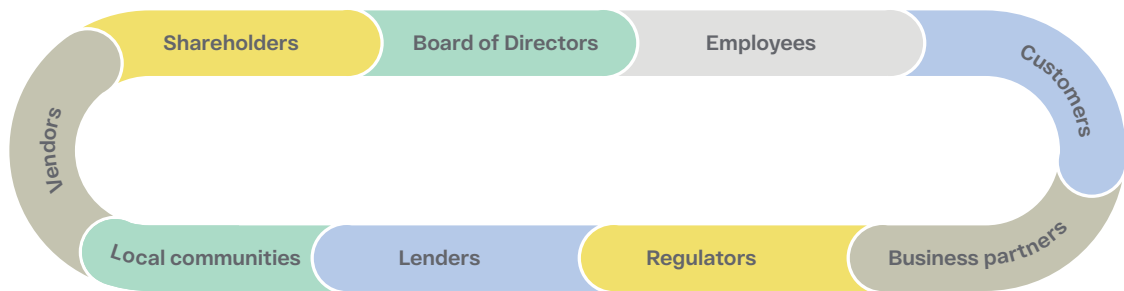 Shareholders
Board of Directors
Employees
Customers
Business partners
Regulators
Lenders
Local communities
Vendors